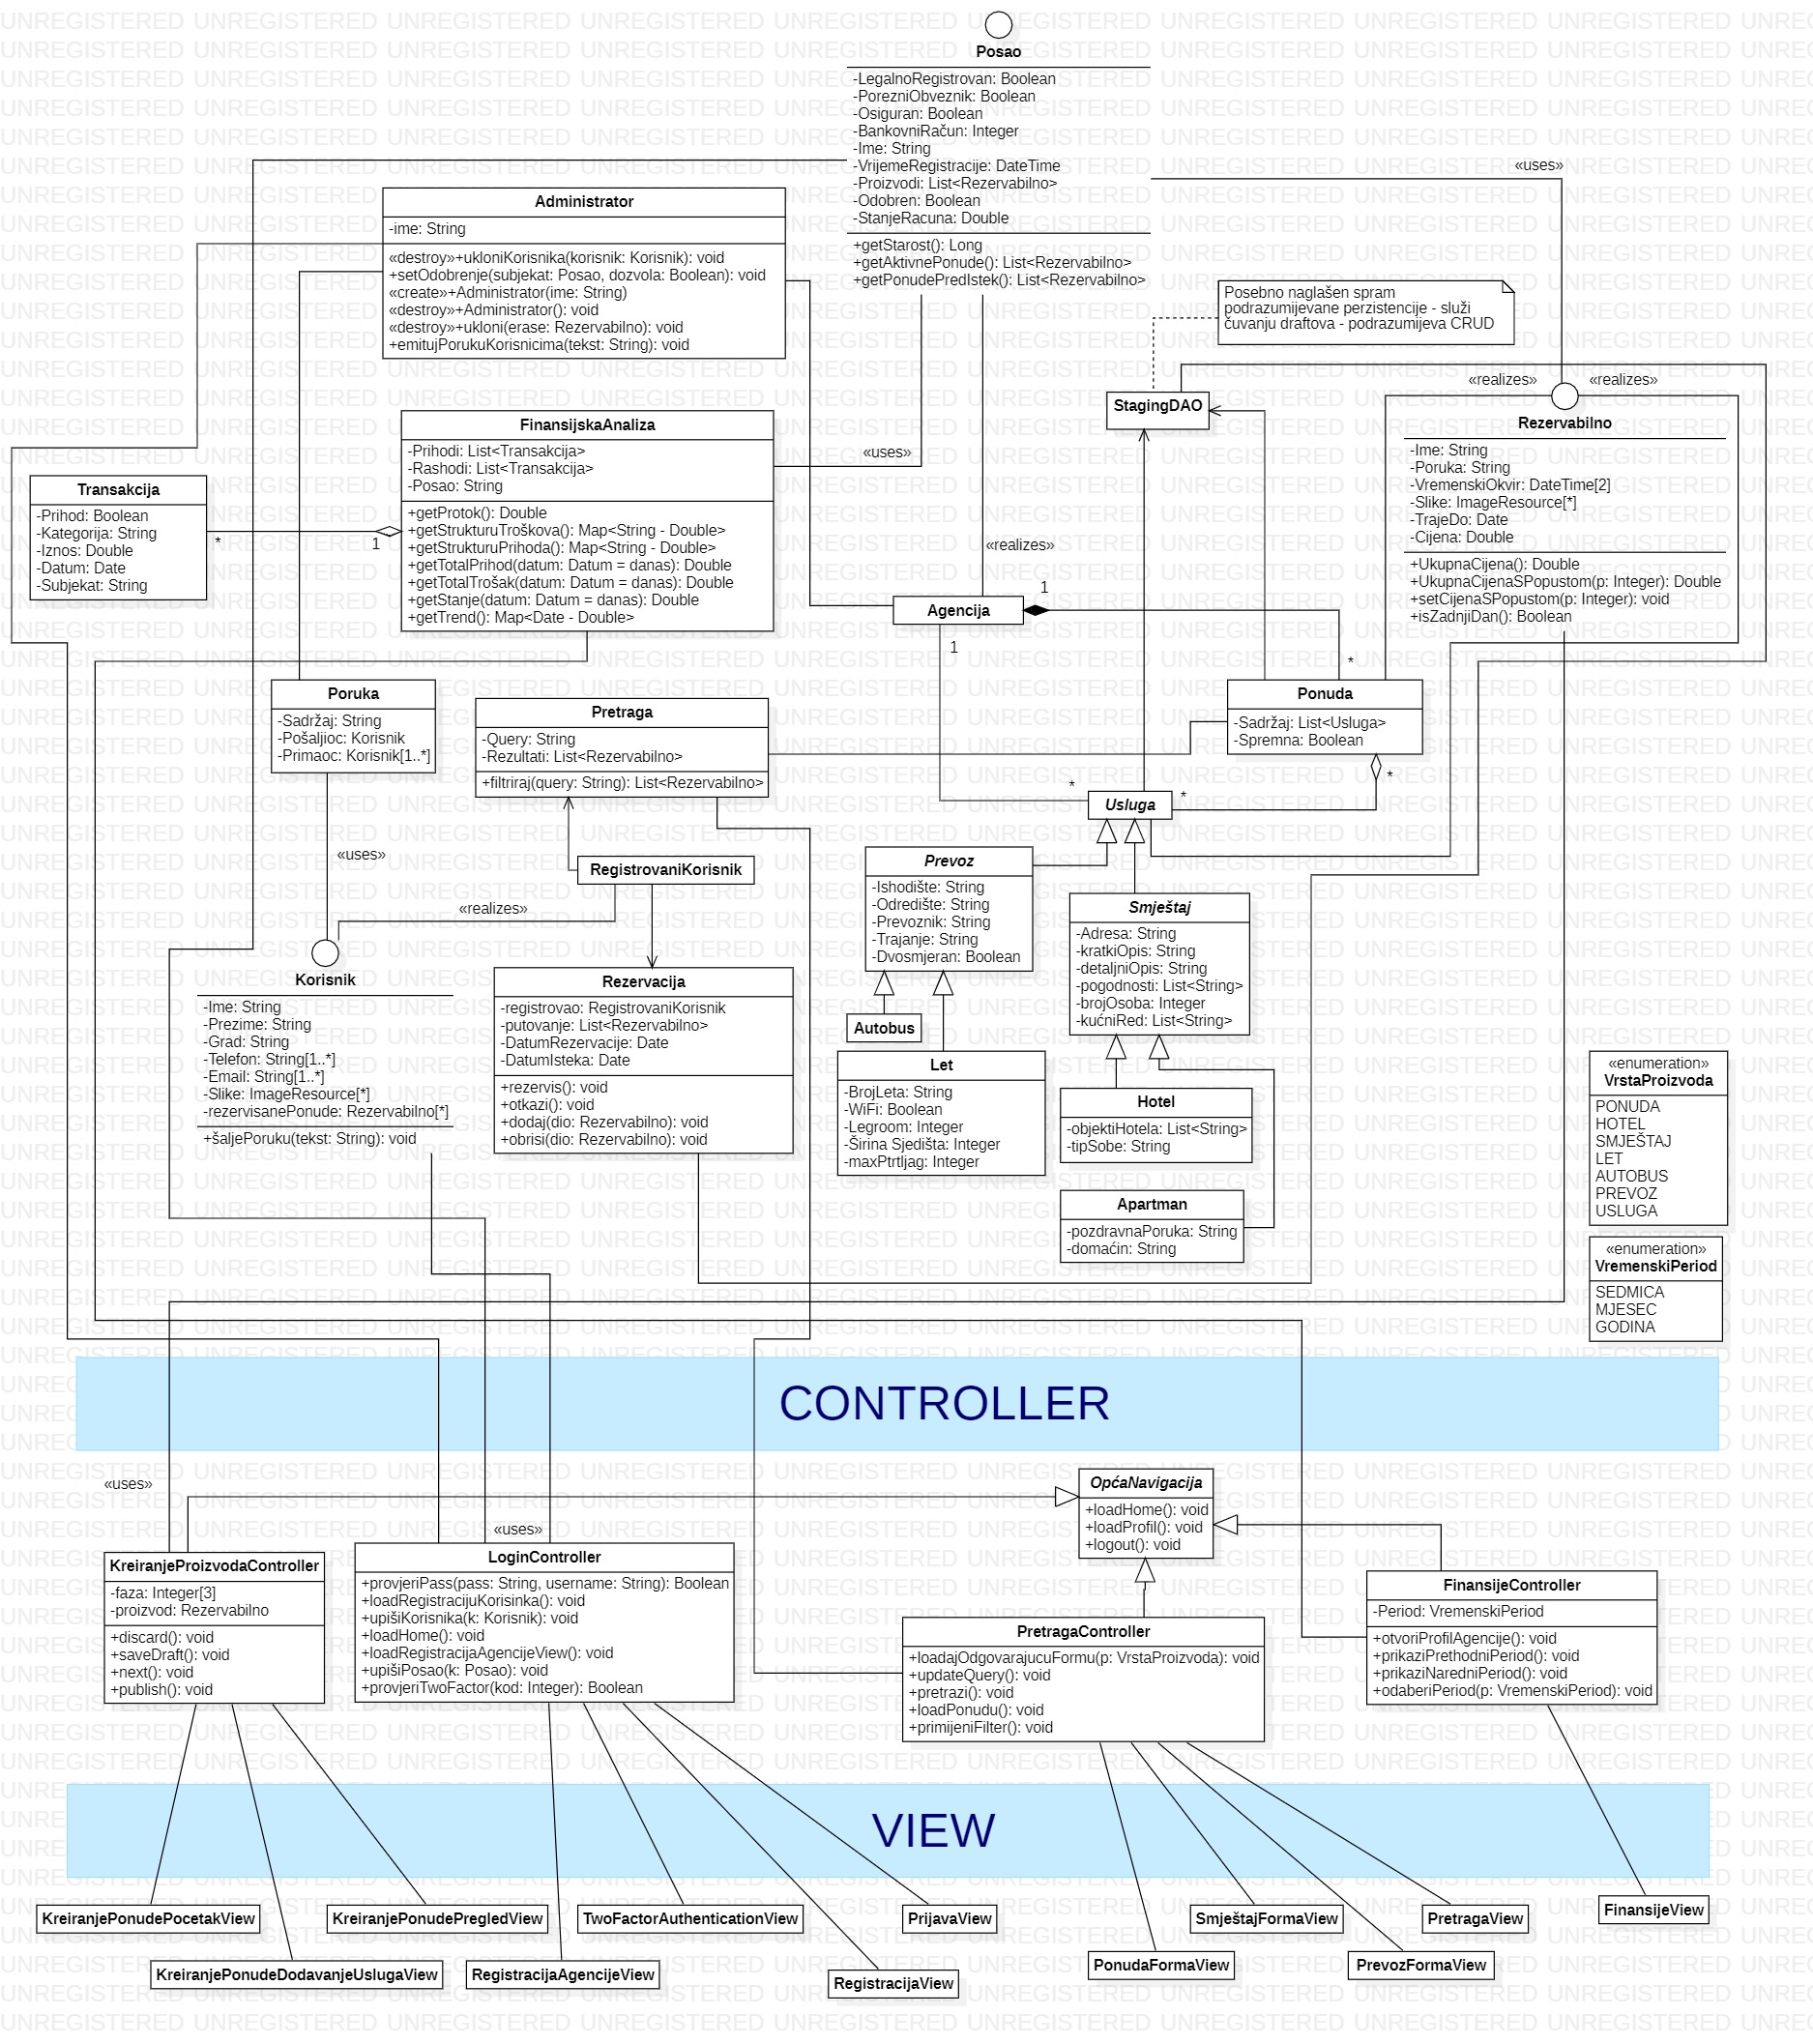 Posao
-LegalnoRegistrovan: Boolean
-PorezniObveznik: Boolean
-Osiguran: Boolean
-BankovniRačun: Integer
-Ime: String
-VrijemeRegistracije: DateTime
-Proizvodi: List<Rezervabilno>
-Odobren: Boolean
-StanjeRacuna: Double
+getStarost(): Long
+getAktivnePonude(): List<Rezervabilno>
+getPonudePredIstek(): List<Rezervabilno>
«uses»
Administrator
-ime: String
«destroy»+ukloniKorisnika(korisnik: Korisnik): void
+setOdobrenje(subjekat: Posao, dozvola: Boolean): void
«create»+Administrator(ime: String)
«destroy»+Administrator(): void
«destroy»+ukloni(erase: Rezervabilno): void
+emitujPorukuKorisnicima(tekst: String): void
Posebno naglašen spram
podrazumijevane perzistencije - služi
čuvanju draftova - podrazumijeva CRUD
«realizes»
«realizes»
StagingDAO
Rezervabilno
-Ime: String
-Poruka: String
-VremenskiOkvir: DateTime[2]
-Slike: ImageResource[*]
-TrajeDo: Date
-Cijena: Double
+UkupnaCijena(): Double
+UkupnaCijenaSPopustom(p: Integer): Double
+setCijenaSPopustom(p: Integer): void
+isZadnjiDan(): Boolean
FinansijskaAnaliza
-Prihodi: List<Transakcija>
-Rashodi: List<Transakcija>
-Posao: String
+getProtok(): Double
+getStrukturuTroškova(): Map<String - Double>
+getStrukturuPrihoda(): Map<String - Double>
+getTotalPrihod(datum: Datum = danas): Double
+getTotalTrošak(datum: Datum = danas): Double
+getStanje(datum: Datum = danas): Double
+getTrend(): Map<Date - Double>
«uses»
Transakcija
-Prihod: Boolean
-Kategorija: String
-Iznos: Double
-Datum: Date
-Subjekat: String
*
1
«realizes»
1
Agencija
1
*
Poruka
-Sadržaj: String
-Pošaljioc: Korisnik
-Primaoc: Korisnik[1..*]
Pretraga
-Query: String
-Rezultati: List<Rezervabilno>
+filtriraj(query: String): List<Rezervabilno>
Ponuda
-Sadržaj: List<Usluga>
-Spremna: Boolean
*
*
*
Usluga
«uses»
RegistrovaniKorisnik
«realizes»
Prevoz
-Ishodište: String
-Odredište: String
-Prevoznik: String
-Trajanje: String
-Dvosmjeran: Boolean
Smještaj
-Adresa: String
-kratkiOpis: String
-detaljniOpis: String
-pogodnosti: List<String>
-brojOsoba: Integer
-kućniRed: List<String>
Korisnik
-Ime: String
-Prezime: String
-Grad: String
-Telefon: String[1..*]
-Email: String[1..*]
-Slike: ImageResource[*]
-rezervisanePonude: Rezervabilno[*]
+šaljePoruku(tekst: String): void
Rezervacija
-registrovao: RegistrovaniKorisnik
-putovanje: List<Rezervabilno>
-DatumRezervacije: Date
-DatumIsteka: Date
+rezervis(): void
+otkazi(): void
+dodaj(dio: Rezervabilno): void
+obrisi(dio: Rezervabilno): void
Autobus
Let
-BrojLeta: String
-WiFi: Boolean
-Legroom: Integer
-Širina Sjedišta: Integer
-maxPtrtljag: Integer
Hotel
-objektiHotela: List<String>
-tipSobe: String
Apartman
-pozdravnaPoruka: String
-domaćin: String
«enumeration»
VrstaProizvoda
PONUDA
HOTEL
SMJEŠTAJ
LET
AUTOBUS
PREVOZ
USLUGA
«enumeration»
VremenskiPeriod
SEDMICA
MJESEC
GODINA
CONTROLLER
«uses»
«uses»
OpćaNavigacija
+loadHome(): void
+loadProfil(): void
+logout(): void
KreiranjeProizvodaController
-faza: Integer[3]
-proizvod: Rezervabilno
+discard(): void
+saveDraft(): void
+next(): void
+publish(): void
LoginController
+provjeriPass(pass: String, username: String): Boolean
+loadRegistracijuKorisinka(): void
+upišiKorisnika(k: Korisnik): void
+loadHome(): void
+loadRegistracijaAgencijeView(): void
+upišiPosao(k: Posao): void
+provjeriTwoFactor(kod: Integer): Boolean
PretragaController
+loadajOdgovarajucuFormu(p: VrstaProizvoda): void
+updateQuery(): void
+pretrazi(): void
+loadPonudu(): void
+primijeniFilter(): void
FinansijeController
-Period: VremenskiPeriod
+otvoriProfilAgencije(): void
+prikaziPrethodniPeriod(): void
+prikaziNaredniPeriod(): void
+odaberiPeriod(p: VremenskiPeriod): void
VIEW
KreiranjePonudePocetakView
KreiranjePonudePregledView
TwoFactorAuthenticationView
PrijavaView
SmještajFormaView
PretragaView
FinansijeView
KreiranjePonudeDodavanjeUslugaView
RegistracijaAgencijeView
RegistracijaView
PonudaFormaView
PrevozFormaView